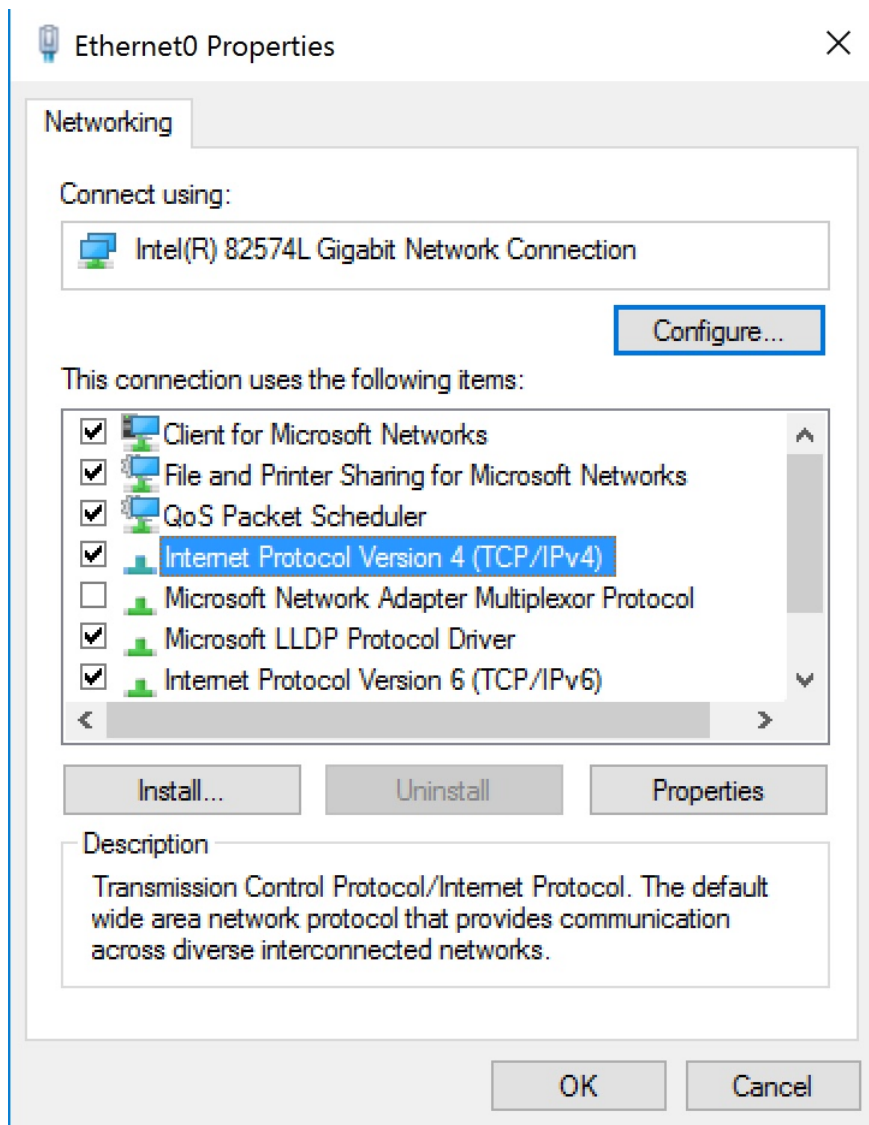 Ethernet0 Properties
Networking
Connect using:
Intel(R) 82574L Gigabit Network Connection
Configure...
This connection uses the following items:
Client for Microsoft Networks
File and Printer Sharing for Microsoft Networks
QoS Packet Scheduler
Internet Protocol Version 4 (TCP/IPv4)
Microsoft Network Adapter Multiplexor Protocol
Microsoft LLDP Protocol Driver
Internet Protocol Version 6 (TCP/IPv6)
Install... Uninstall Properties
Description
Transmission Control Protocol/Internet Protocol. The default
wide area network protocol that provides communication
across diverse interconnected networks.
OK Cancel